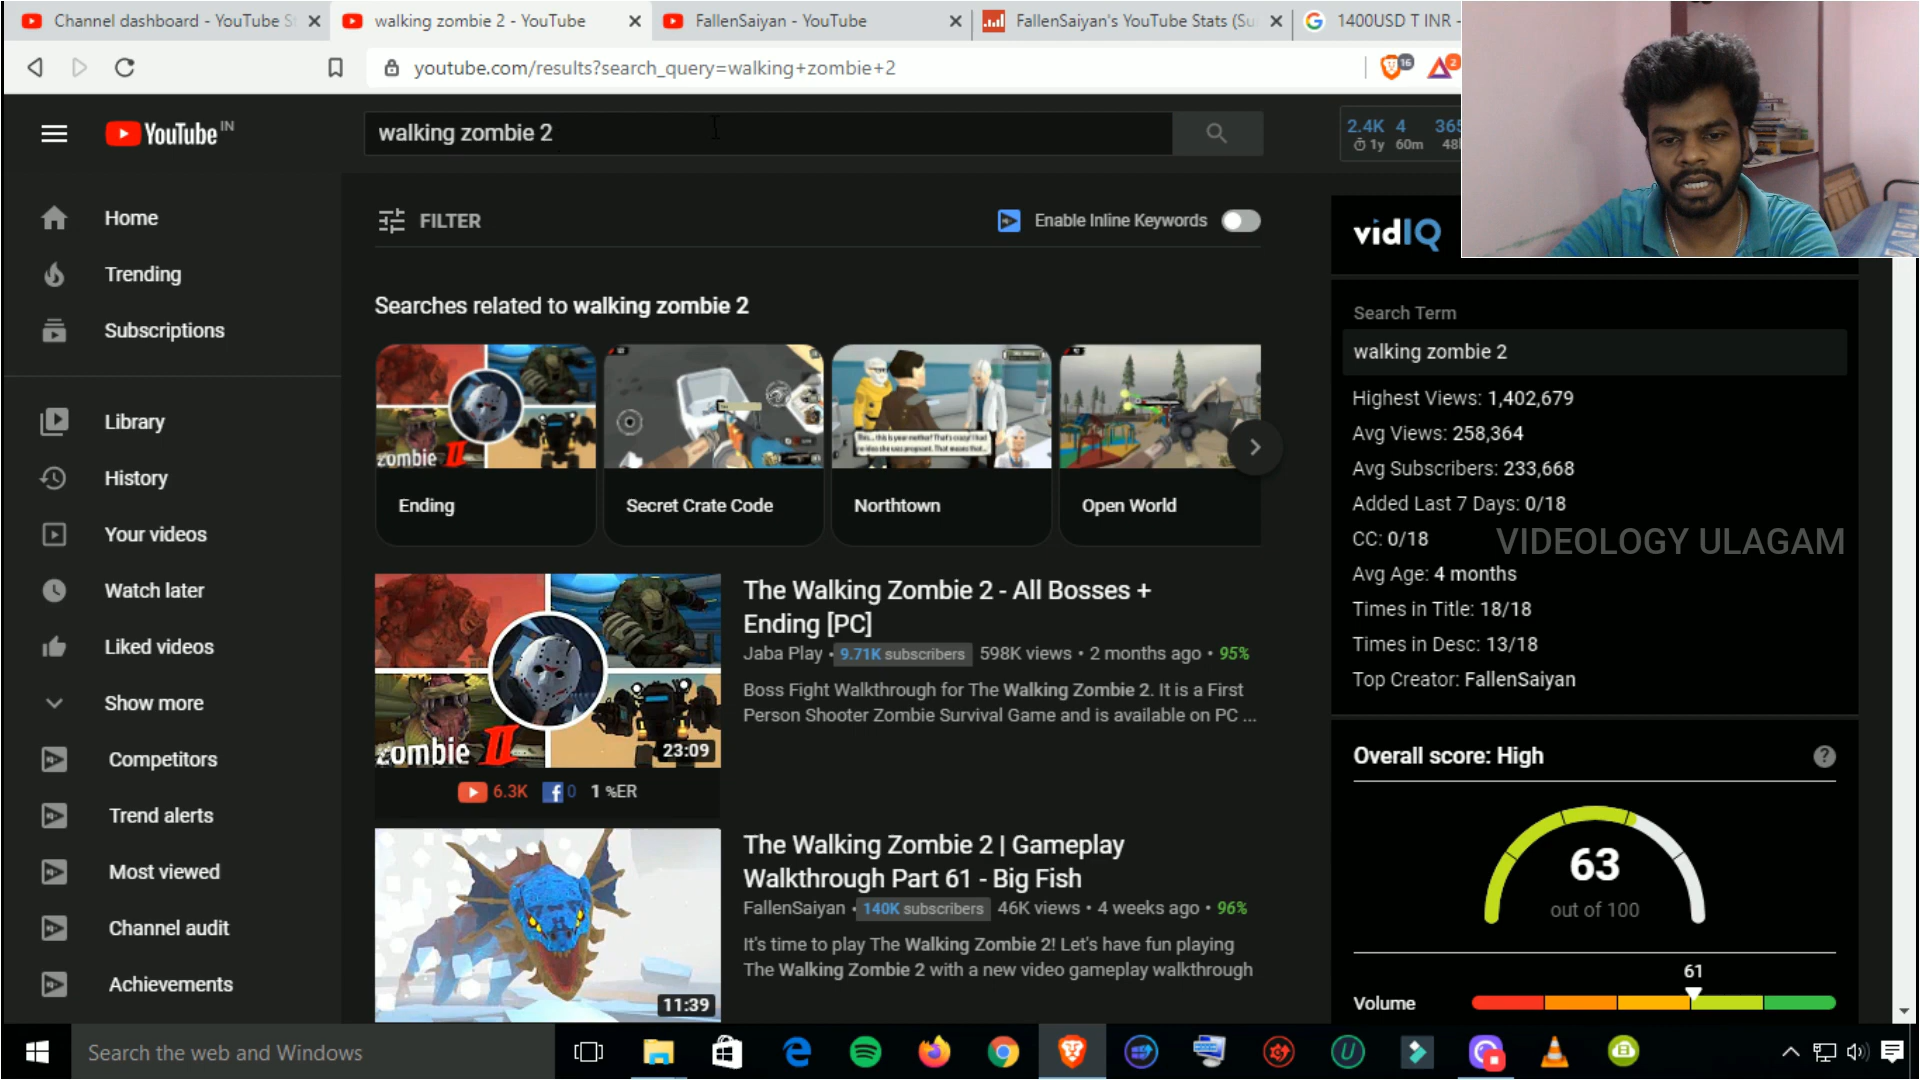 Channel dashboard - YouTube St
walking zombie 2 - YouTube
FallenSaiyan - YouTube
FallenSaiyan's YouTube Stats (Su
1400USD T INR -
youtube.com/results?search_query=walking+zombie+2
16
2
YouTube IN
walking zombie 2
2.4K 4 365
1y 60m 48
Home
Trending
Subscriptions
Library
History
Your videos
Watch later
Liked videos
Show more
Competitors
Trend alerts
Most viewed
Channel audit
Achievements
FILTER
Enable Inline Keywords
Searches related to walking zombie 2
zombie II
Ending
Secret Crate Code
Northtown
Open World
zombie II
23:09
6.3K 0 1 %ER
The Walking Zombie 2 - All Bosses +
Ending [PC]
Jaba Play • 9.71K subscribers 598K views • 2 months ago • 95%
Boss Fight Walkthrough for The Walking Zombie 2. It is a First
Person Shooter Zombie Survival Game and is available on PC ...
11:39
The Walking Zombie 2 | Gameplay
Walkthrough Part 61 - Big Fish
FallenSaiyan • 140K subscribers 46K views • 4 weeks ago • 96%
It's time to play The Walking Zombie 2! Let's have fun playing
The Walking Zombie 2 with a new video gameplay walkthrough
vidIQ
Search Term
walking zombie 2
Highest Views: 1,402,679
Avg Views: 258,364
Avg Subscribers: 233,668
Added Last 7 Days: 0/18
CC: 0/18
VIDEOLOGY ULAGAM
Avg Age: 4 months
Times in Title: 18/18
Times in Desc: 13/18
Top Creator: FallenSaiyan
Overall score: High
?
63
out of 100
61
Volume
Search the web and Windows